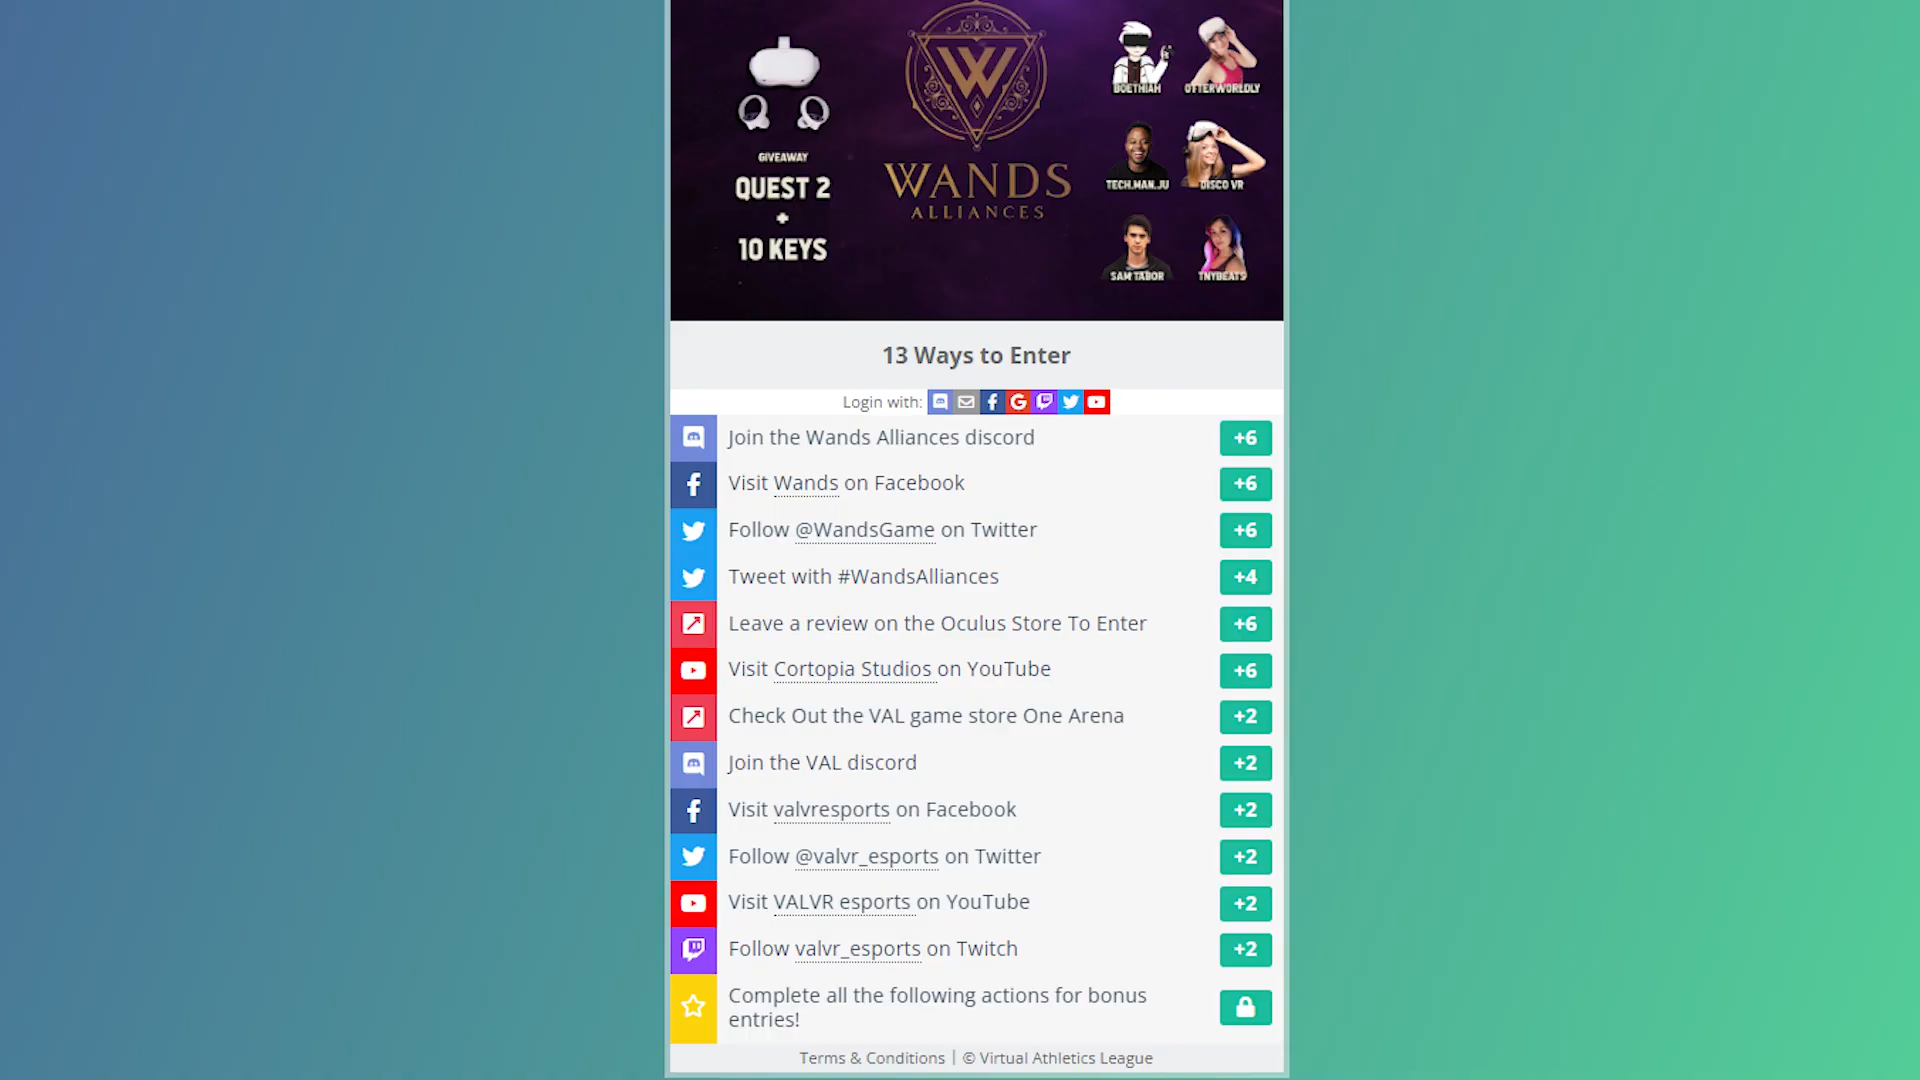 W
WANDS
ALLIANCES
GIVEAWAY
QUEST 2
+
10 KEYS
BOETHIAH
OTTERWORLDLY
TECH.MAN.JU
DISCO VR
SAM TABOR
TNYBEATS
13 Ways to Enter
Login with:
Join the Wands Alliances discord +6
Visit Wands on Facebook +6
Follow @WandsGame on Twitter +6
Tweet with #WandsAlliances +4
Leave a review on the Oculus Store To Enter +6
Visit Cortopia Studios on YouTube +6
Check Out the VAL game store One Arena +2
Join the VAL discord +2
Visit valvresports on Facebook +2
Follow @valvr_esports on Twitter +2
Visit VALVR esports on YouTube +2
Follow valvr_esports on Twitch +2
Complete all the following actions for bonus
entries!
Terms & Conditions | © Virtual Athletics League